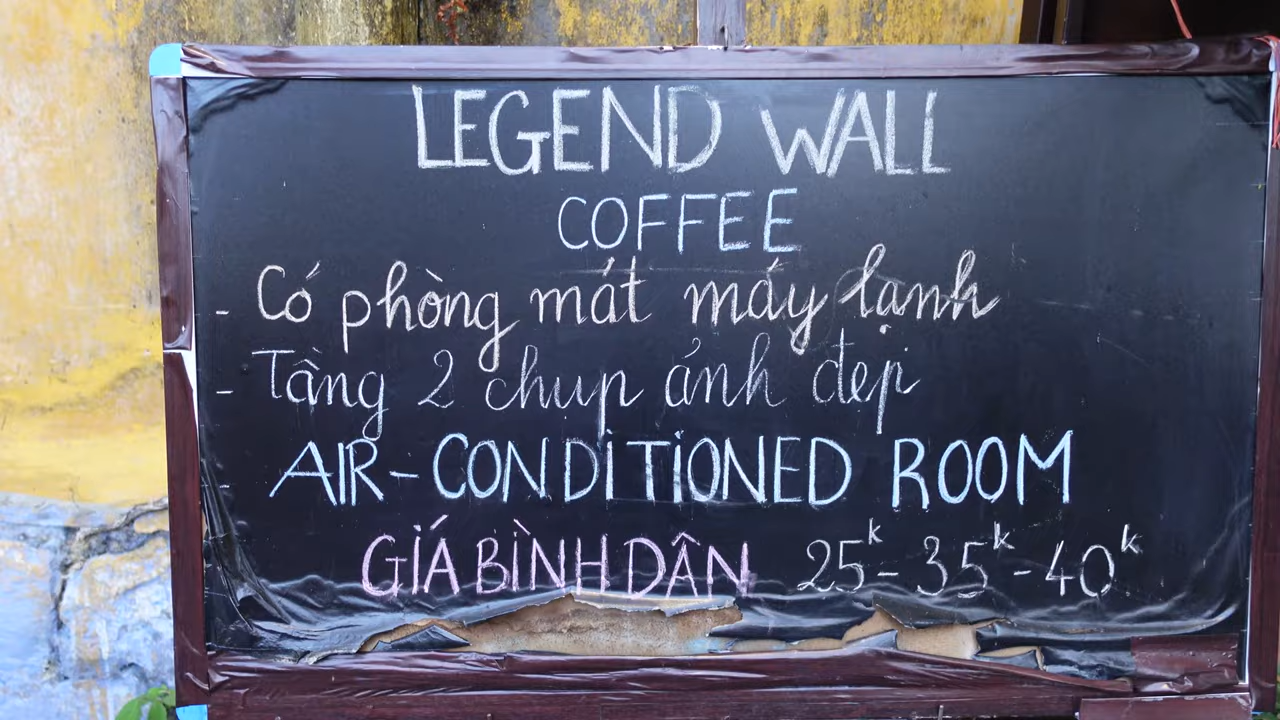 LEGEND WALL
COFFEE
- Có phòng mát máy lạnh
- Tầng 2 chụp ảnh đẹp
- AIR-CONDITIONED ROOM
GIÁ BÌNH DÂN 25k - 35k - 40k